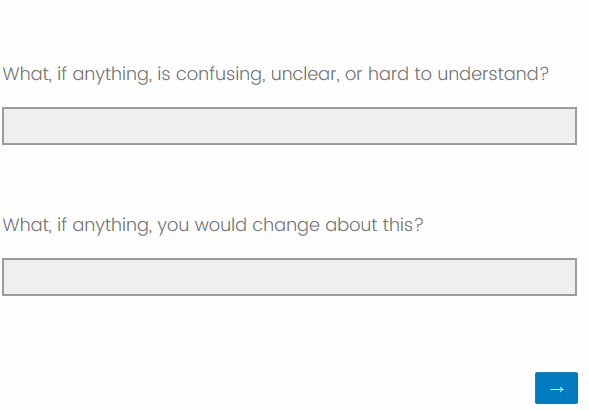 What, if anything, is confusing, unclear, or hard to understand?
What, if anything, you would change about this?
→